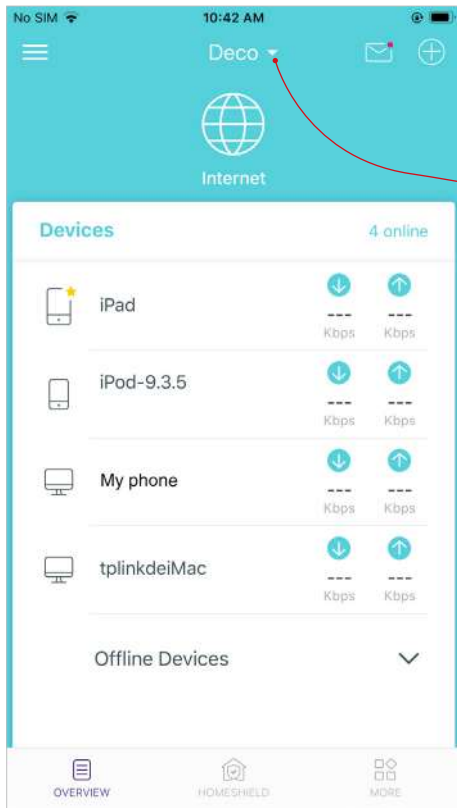 No SIM 10:42 AM
Deco
Internet
Devices 4 online
iPad
--- ---
Kbps Kbps
iPod-9.3.5
--- ---
Kbps Kbps
My phone
--- ---
Kbps Kbps
tplinkdeiMac
--- ---
Kbps Kbps
Offline Devices
OVERVIEW HOMESHIELD MORE